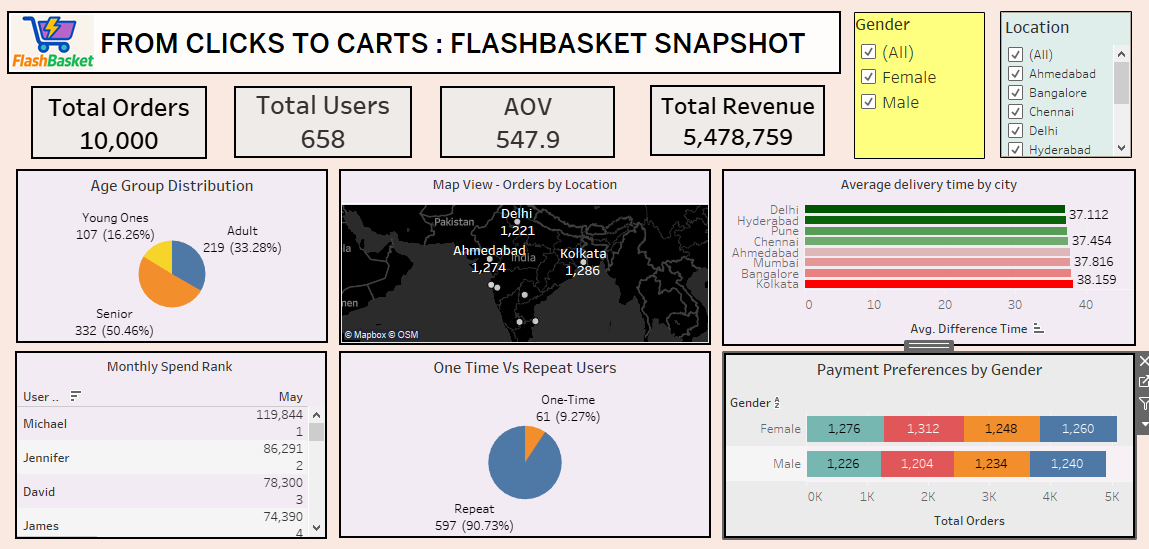 FlashBasket
FROM CLICKS TO CARTS : FLASHBASKET SNAPSHOT
Gender
(All)
Female
Male
Location
(All)
Ahmedabad
Bangalore
Chennai
Delhi
Hyderabad
Total Orders
10,000
Total Users
658
AOV
547.9
Total Revenue
5,478,759
Age Group Distribution
Young Ones
107 (16.26%)
Adult
219 (33.28%)
Senior
332 (50.46%)
Map View - Orders by Location
Pakistan
Delhi
1,221
Ahmedabad
1,274
India
Kolkata
1,286
men
© Mapbox © OSM
Average delivery time by city
Delhi
Hyderabad
Pune
Chennai
Ahmedabad
Mumbai
Bangalore
Kolkata
37.112
37.454
37.816
38.159
0 10 20 30 40
Avg. Difference Time
Monthly Spend Rank
User .. May
Michael 119,844
1
Jennifer 86,291
2
David 78,300
3
James 74,390
4
One Time Vs Repeat Users
One-Time
61 (9.27%)
Repeat
597 (90.73%)
Payment Preferences by Gender
Gender
Female 1,276 1,312 1,248 1,260
Male 1,226 1,204 1,234 1,240
0K 1K 2K 3K 4K 5K
Total Orders